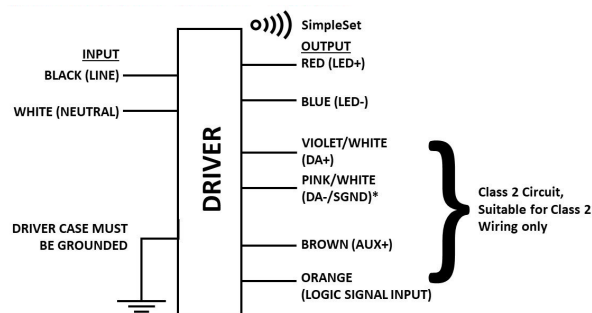 SimpleSet
INPUT
OUTPUT
BLACK (LINE)
RED (LED+)
WHITE (NEUTRAL)
BLUE (LED-)
DRIVER
VIOLET/WHITE
(DA+)
PINK/WHITE
(DA-/SGND)*
Class 2 Circuit,
Suitable for Class 2
Wiring only
DRIVER CASE MUST
BE GROUNDED
BROWN (AUX+)
ORANGE
(LOGIC SIGNAL INPUT)